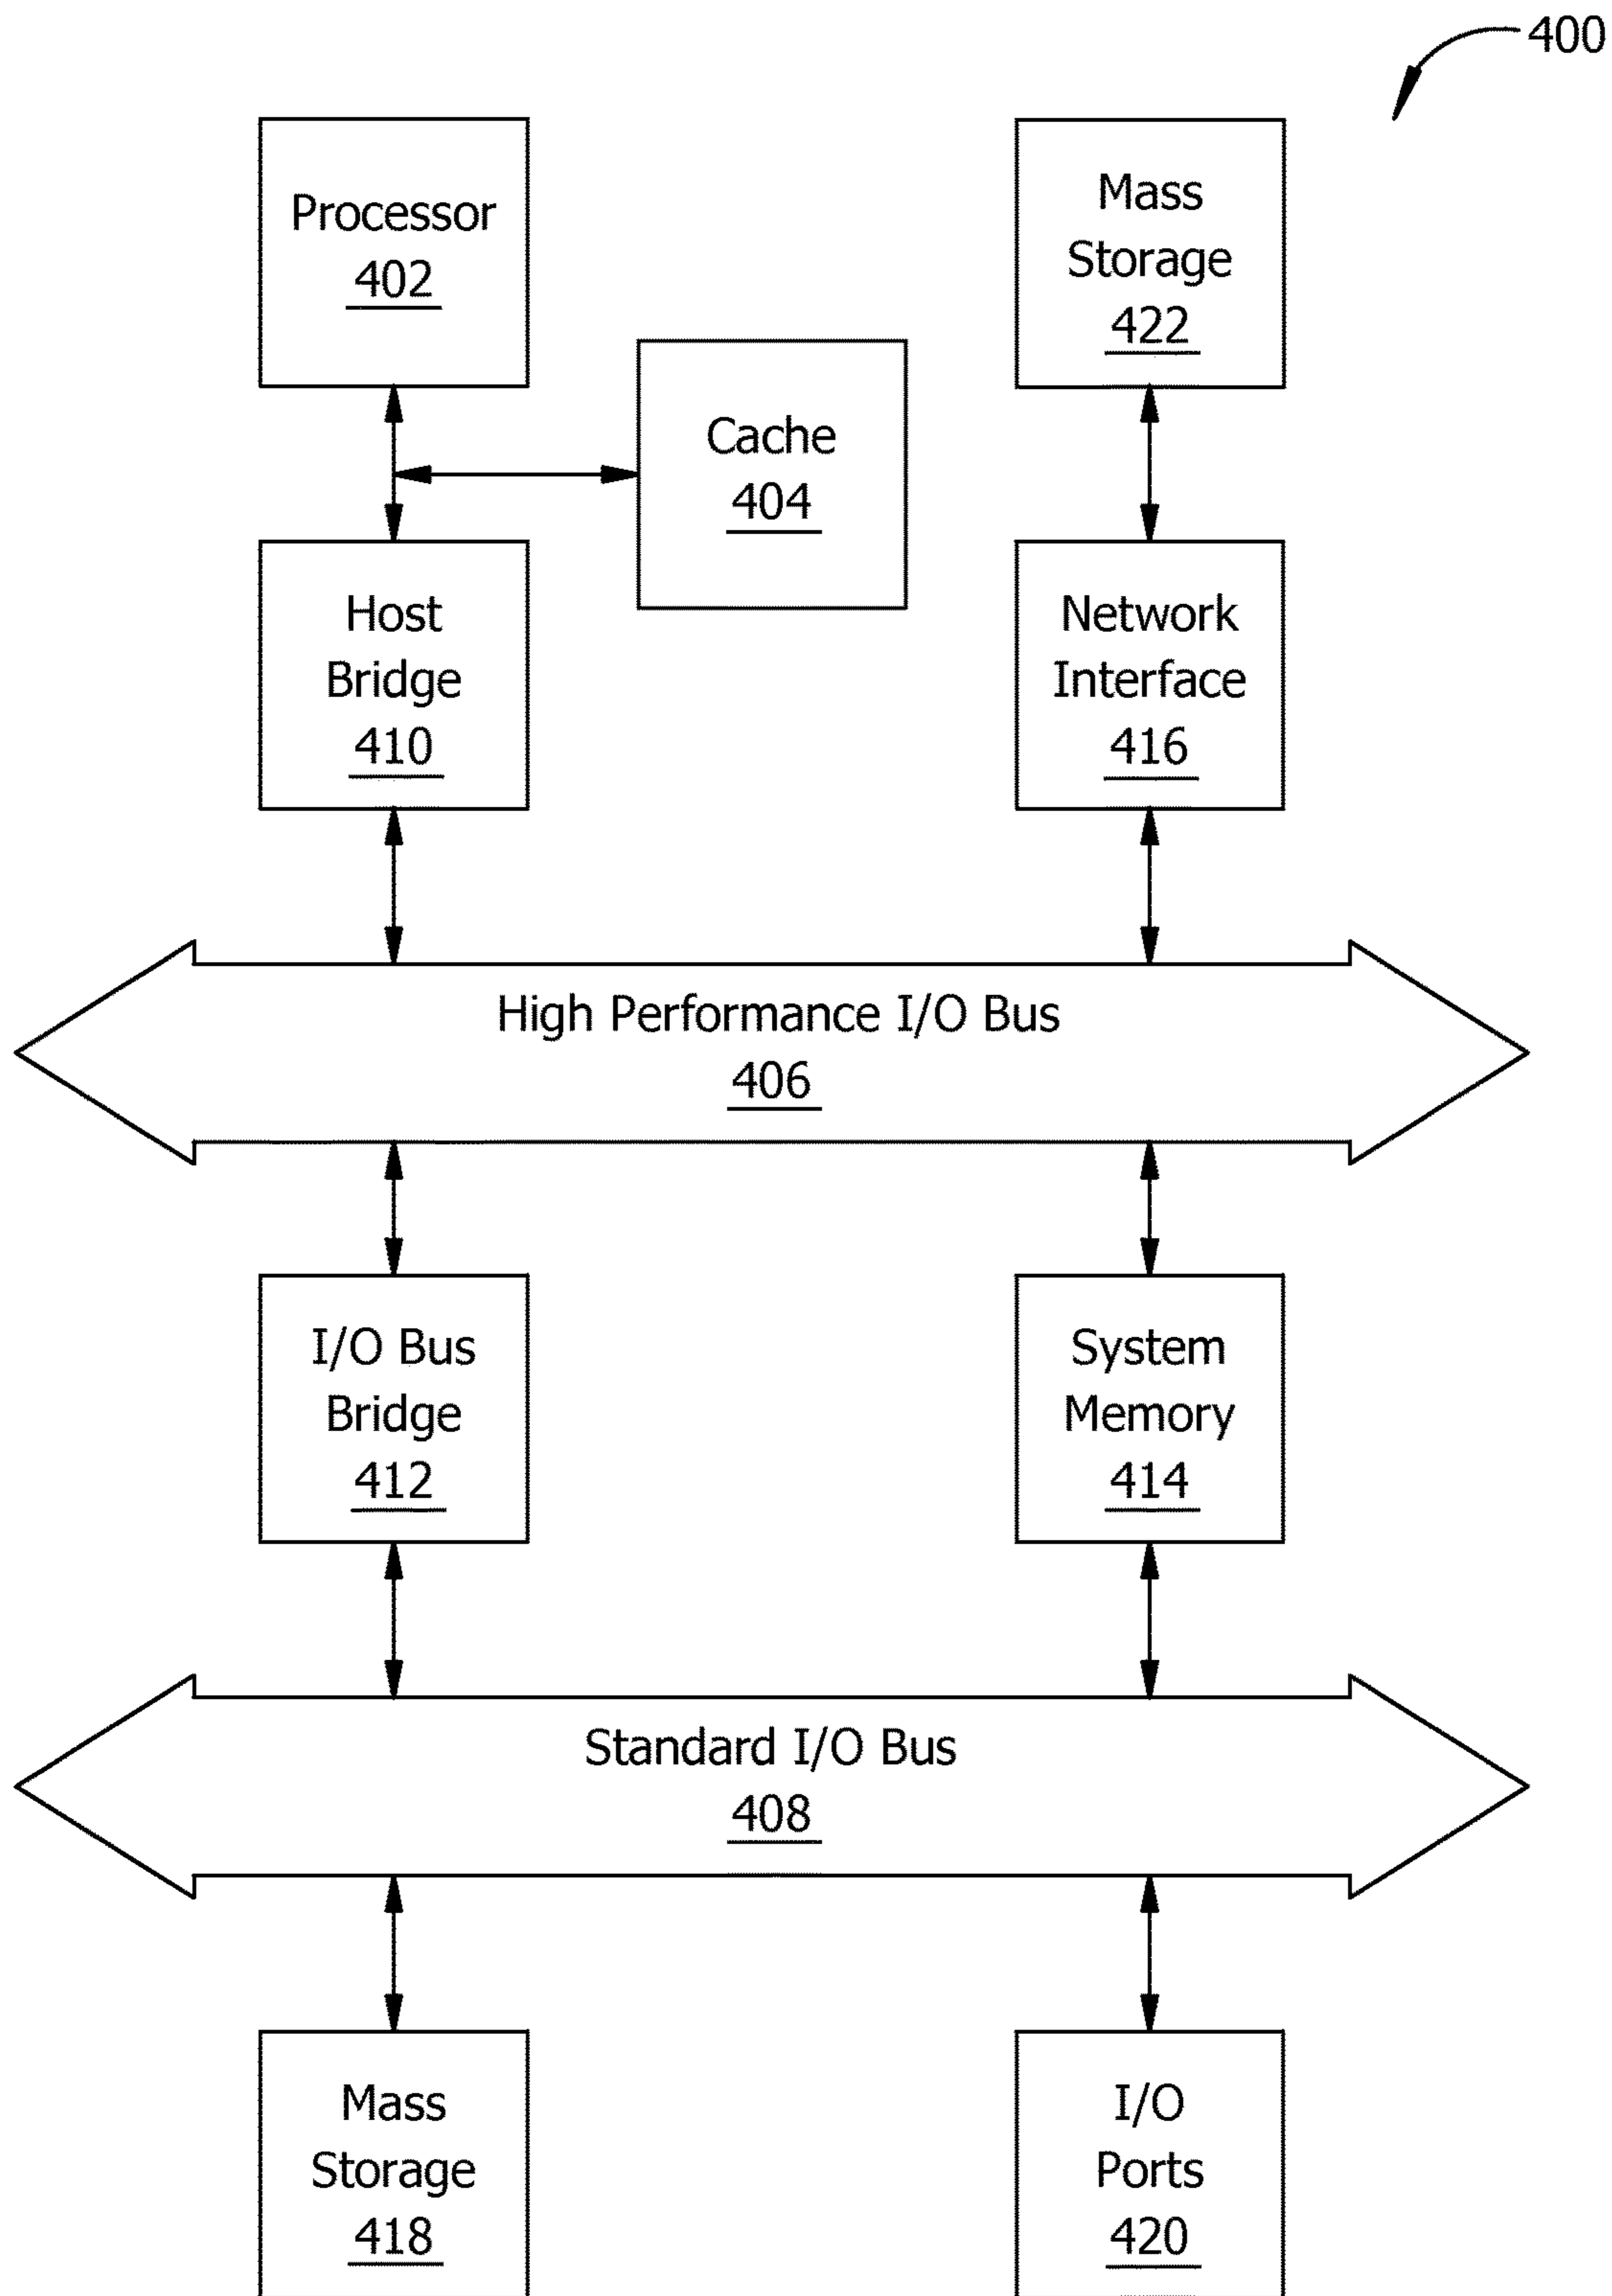 400
Processor
402
Mass
Storage
422
Cache
404
Host
Bridge
410
Network
Interface
416
High Performance I/O Bus
406
I/O Bus
Bridge
412
System
Memory
414
Standard I/O Bus
408
Mass
Storage
418
I/O
Ports
420